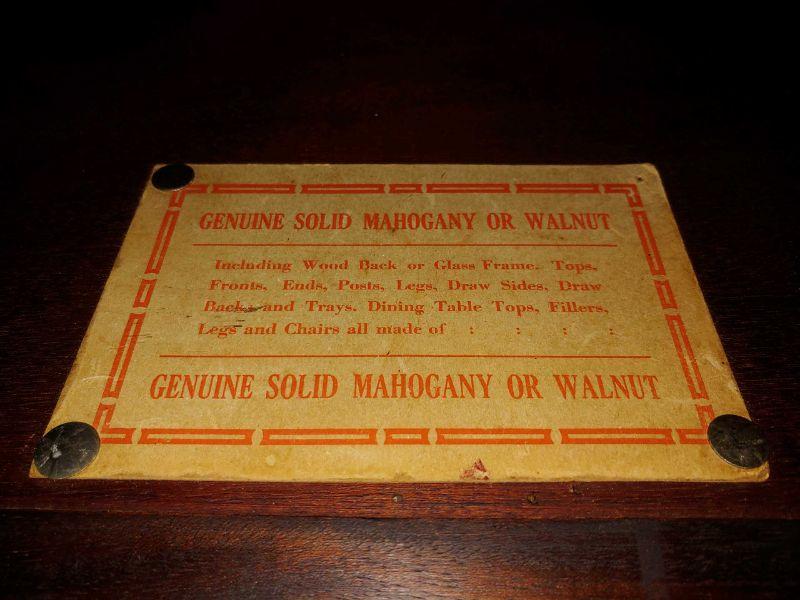 GENUINE SOLID MAHOGANY OR WALNUT
Including Wood Back or Glass Frame. Tops,
Fronts, Ends, Posts, Legs, Draw Sides, Draw
Backs and Trays. Dining Table Tops, Fillers,
Legs and Chairs all made of : : : :
GENUINE SOLID MAHOGANY OR WALNUT